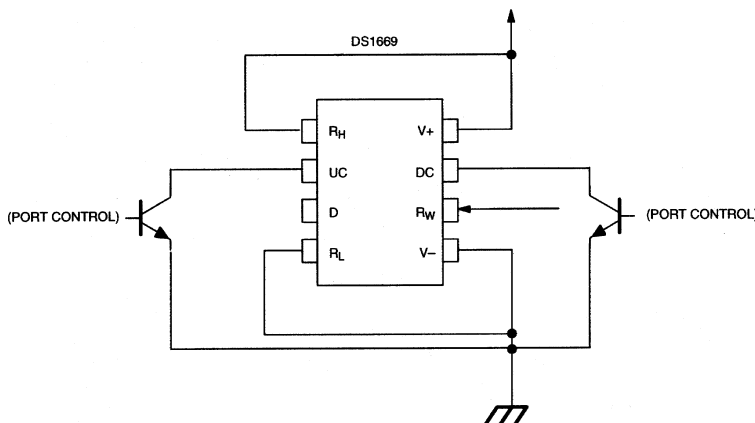 DS1669
RH V+
UC DC
(PORT CONTROL) D RW (PORT CONTROL)
RL V−